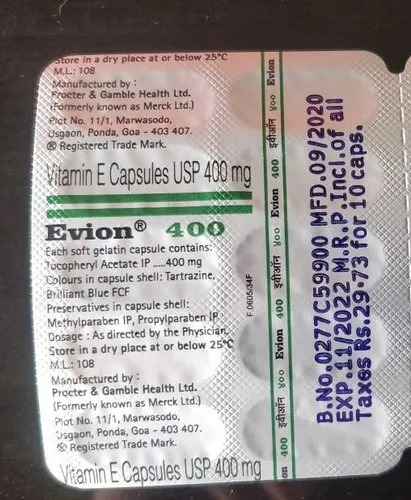 Store in a dry place at or below 25°C
M.L.: 108
Manufactured by :
Procter & Gamble Health Ltd.
(Formerly known as Merck Ltd.)
Plot No. 11/1, Marwasodo,
Usgaon, Ponda, Goa - 403 407.
® Registered Trade Mark.
Vitamin E Capsules USP 400 mg
Evion® 400
Each soft gelatin capsule contains:
Tocopheryl Acetate IP .....400 mg
Colours in capsule shell: Tartrazine,
Brilliant Blue FCF
Preservatives in capsule shell:
Methylparaben IP, Propylparaben IP
Dosage : As directed by the Physician.
Store in a dry place at or below 25°C
M.L.: 108
Manufactured by :
Procter & Gamble Health Ltd.
(Formerly known as Merck Ltd.)
Plot No. 11/1, Marwasodo,
Usgaon, Ponda, Goa - 403 407.
® Registered Trade Mark.
Vitamin E Capsules USP 400 mg
F 0605/34F
on 400 इवीऑन ४०० Evion 400 इवीऑन ४०० Evion 400 इवीऑन ४०० Evion
B.No.0277C59900 MFD.09/2020
EXP.11/2022 M.R.P.Incl.of all
Taxes Rs.29·73 for 10 caps.